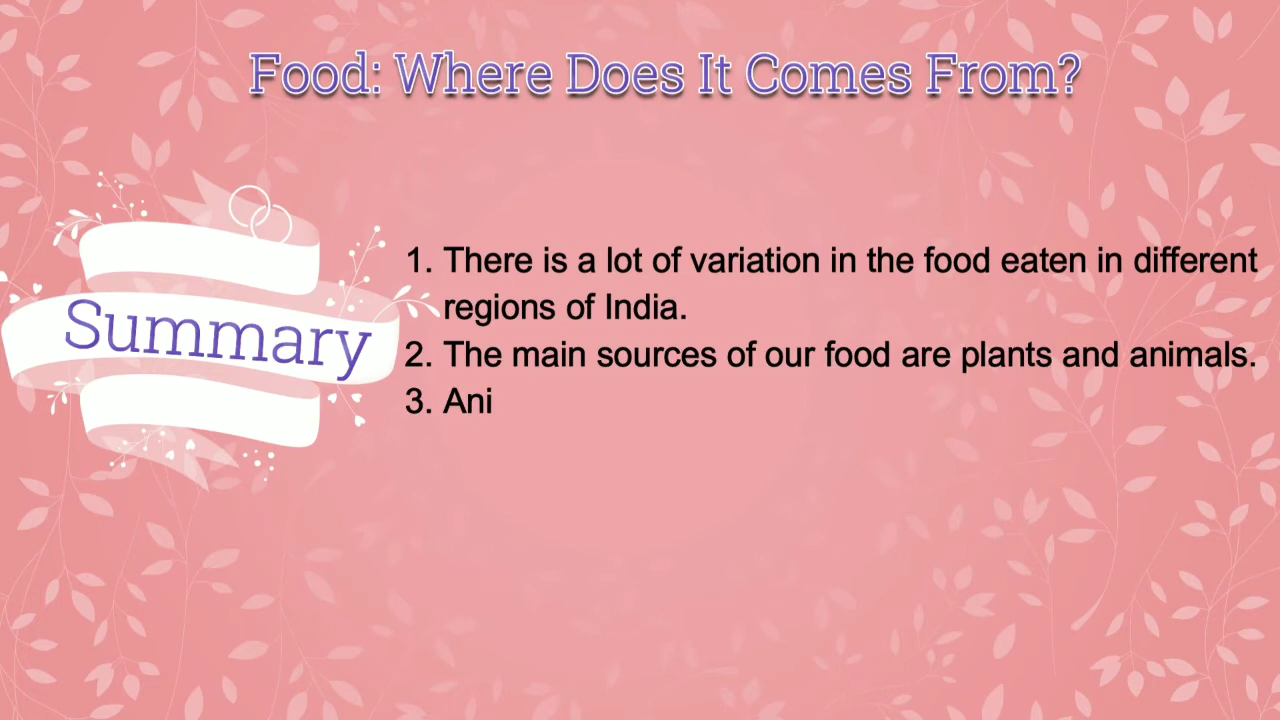 Food: Where Does It Comes From?
Summary
1. There is a lot of variation in the food eaten in different
regions of India.
2. The main sources of our food are plants and animals.
3. Ani